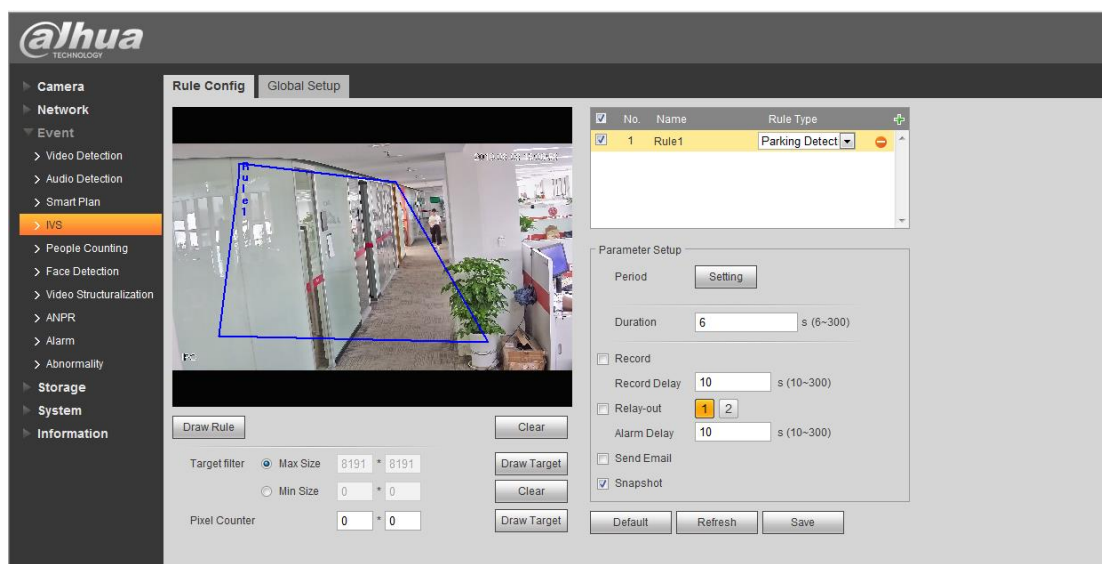 alhua
TECHNOLOGY
Camera
Network
Event
Video Detection
Audio Detection
Smart Plan
IVS
People Counting
Face Detection
Video Structuralization
ANPR
Alarm
Abnormality
Storage
System
Information
Rule Config Global Setup
Rule1
Draw Rule Clear
Target filter Max Size 8191 * 8191 Draw Target
Min Size 0 * 0 Clear
Pixel Counter 0 * 0 Draw Target
No. Name Rule Type
1 Rule1 Parking Detect
Parameter Setup
Period Setting
Duration 6 s (6~300)
Record
Record Delay 10 s (10~300)
Relay-out 1 2
Alarm Delay 10 s (10~300)
Send Email
Snapshot
Default Refresh Save